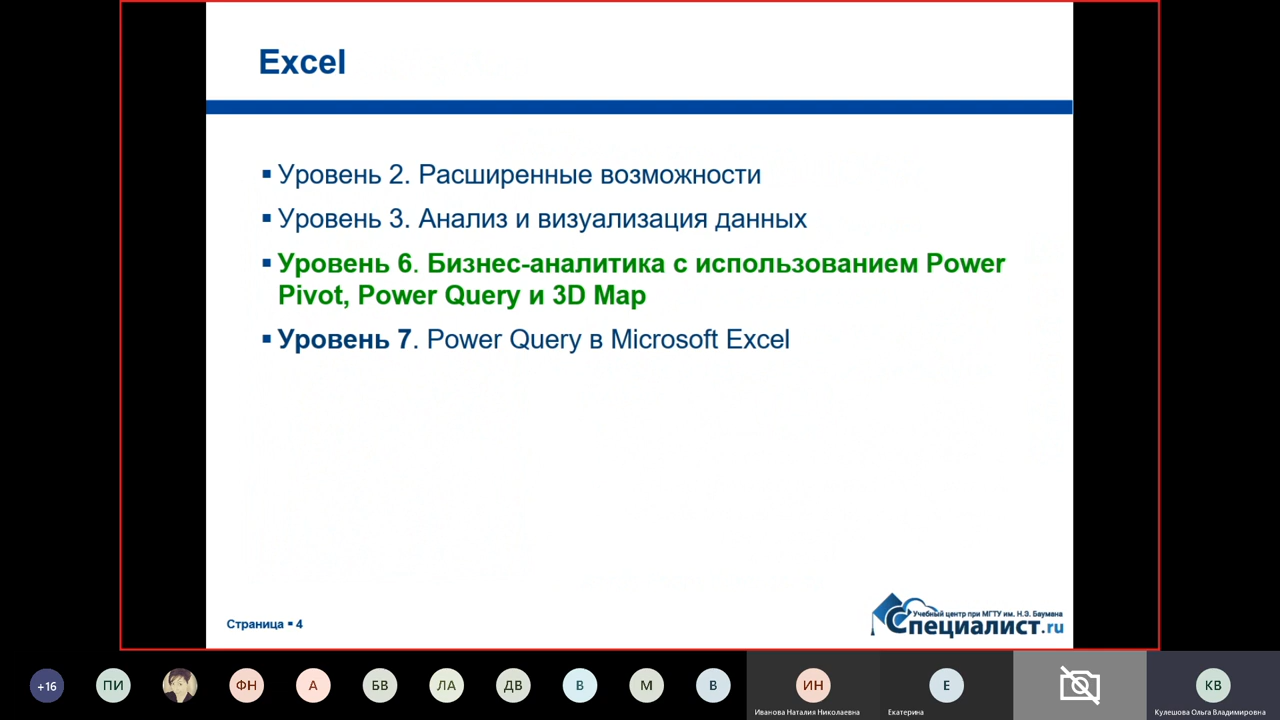 Excel
▪ Уровень 2. Расширенные возможности
▪ Уровень 3. Анализ и визуализация данных
▪ Уровень 6. Бизнес-аналитика с использованием Power
Pivot, Power Query и 3D Map
▪ Уровень 7. Power Query в Microsoft Excel
Страница ▪ 4
Учебный центр при МГТУ им. Н.Э. Баумана
Специалист.ru
+16 ПИ ФН А БВ ЛА ДВ В М В ИН Е КВ
Иванова Наталия Николаевна Екатерина Кулешова Ольга Владимировна